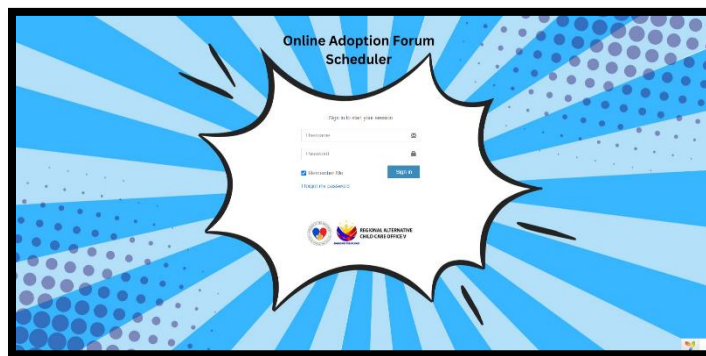 Online Adoption Forum
Scheduler
Sign in to start your session
Username
Password
Remember Me
Sign In
I forgot my password
REGIONAL ALTERNATIVE
CHILD CARE OFFICE V